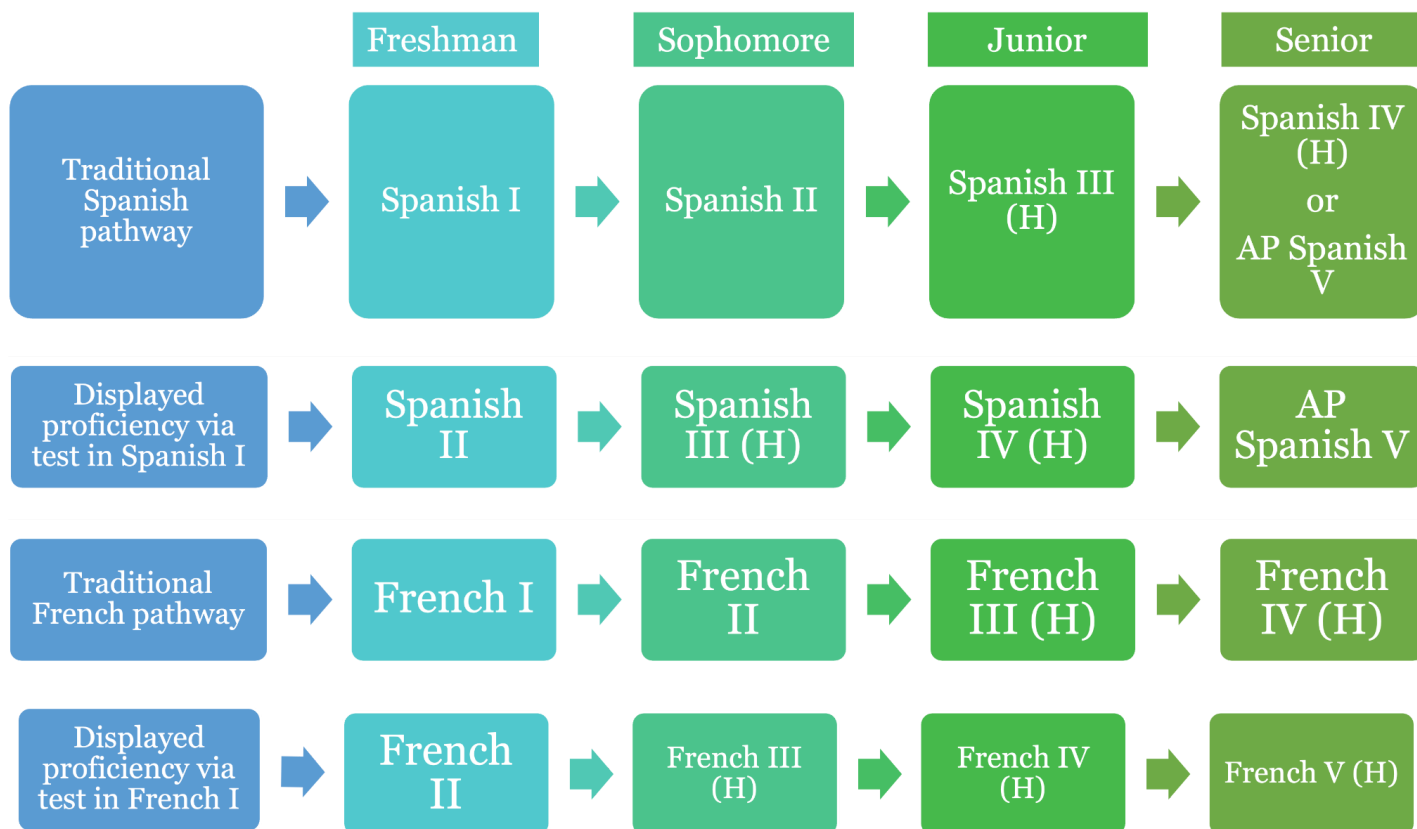 Freshman
Sophomore
Junior
Senior
Traditional
Spanish
pathway
Spanish I
Spanish II
Spanish III
(H)
Spanish IV
(H)
or
AP Spanish
V
Displayed
proficiency via
test in Spanish I
Spanish
II
Spanish
III (H)
Spanish
IV (H)
AP
Spanish V
Traditional
French pathway
French I
French
II
French
III (H)
French
IV (H)
Displayed
proficiency via
test in French I
French
II
French III
(H)
French IV
(H)
French V (H)